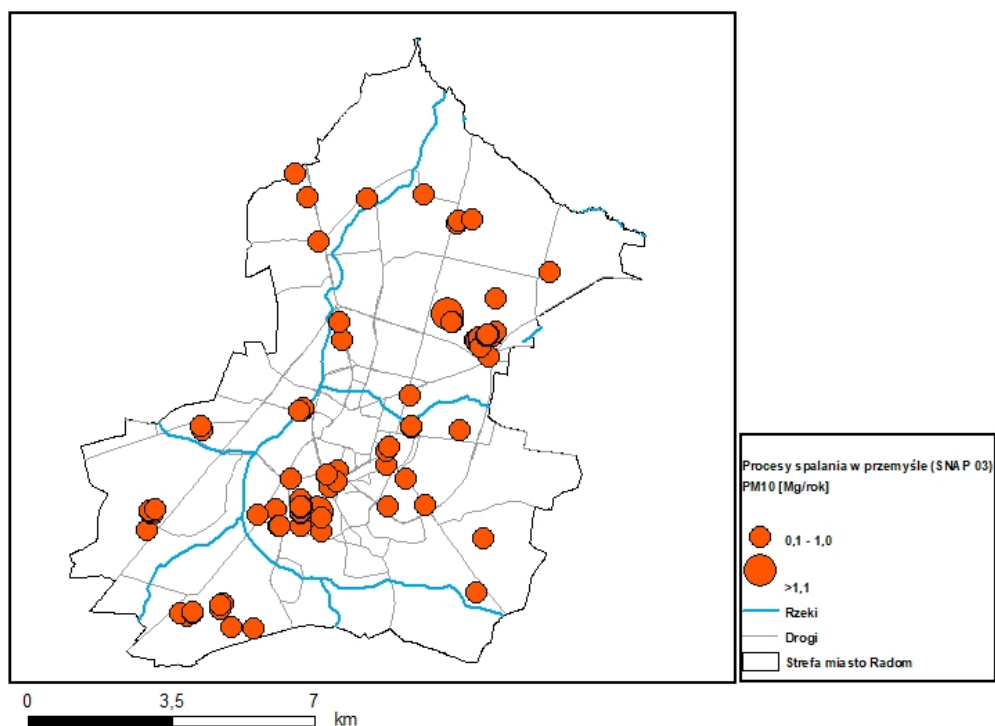 Procesy spalania w przemyśle (SNAP 03)
PM10 [Mg/rok]
0,1 - 1,0
>1,1
Rzeki
Drogi
Strefa miasto Radom
0 3,5 7
km